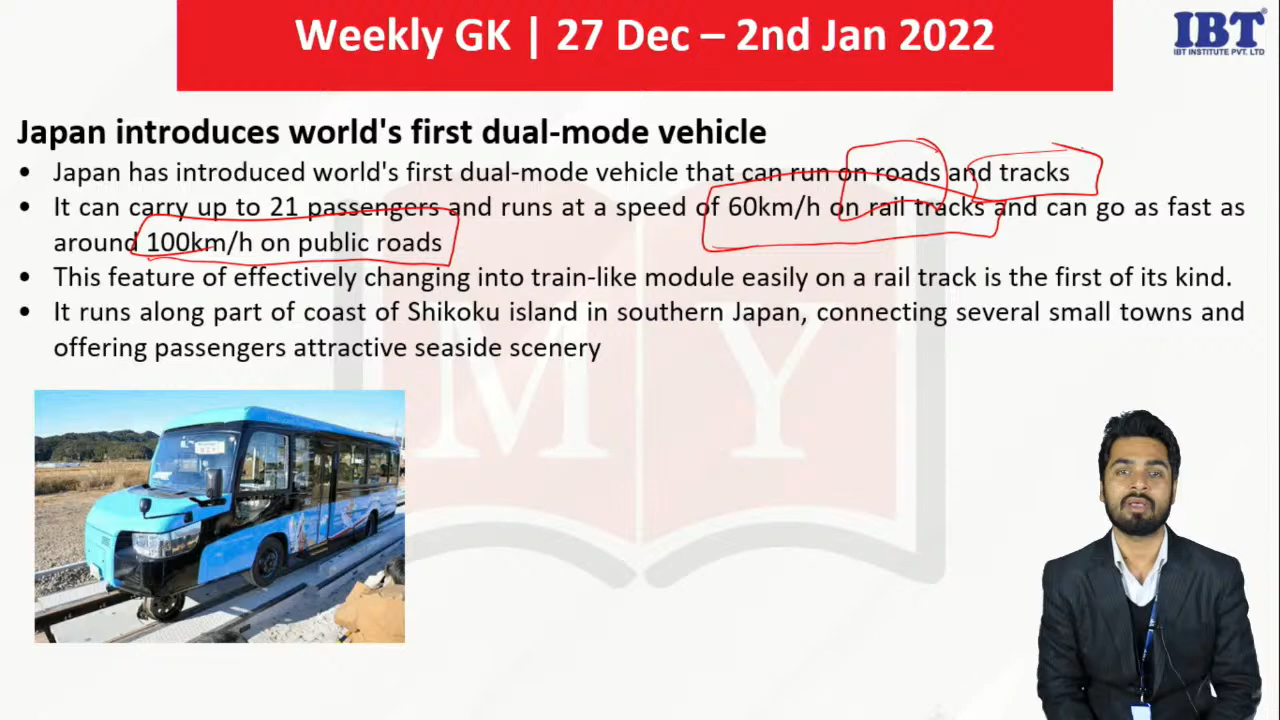 Weekly GK | 27 Dec – 2nd Jan 2022
IBT
IBT INSTITUTE PVT. LTD
Japan introduces world's first dual-mode vehicle
• Japan has introduced world's first dual-mode vehicle that can run on roads and tracks
• It can carry up to 21 passengers and runs at a speed of 60km/h on rail tracks and can go as fast as
around 100km/h on public roads
• This feature of effectively changing into train-like module easily on a rail track is the first of its kind.
• It runs along part of coast of Shikoku island in southern Japan, connecting several small towns and
offering passengers attractive seaside scenery
M Y